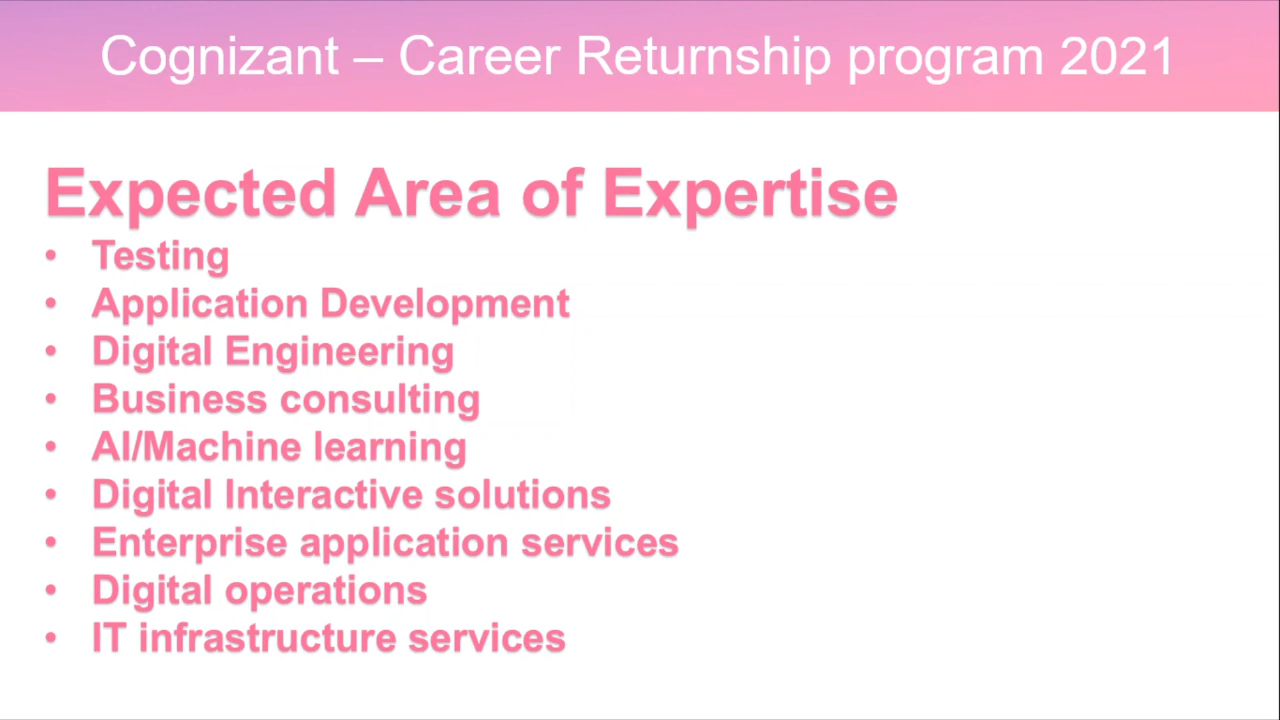 Cognizant – Career Returnship program 2021
Expected Area of Expertise
• Testing
• Application Development
• Digital Engineering
• Business consulting
• AI/Machine learning
• Digital Interactive solutions
• Enterprise application services
• Digital operations
• IT infrastructure services